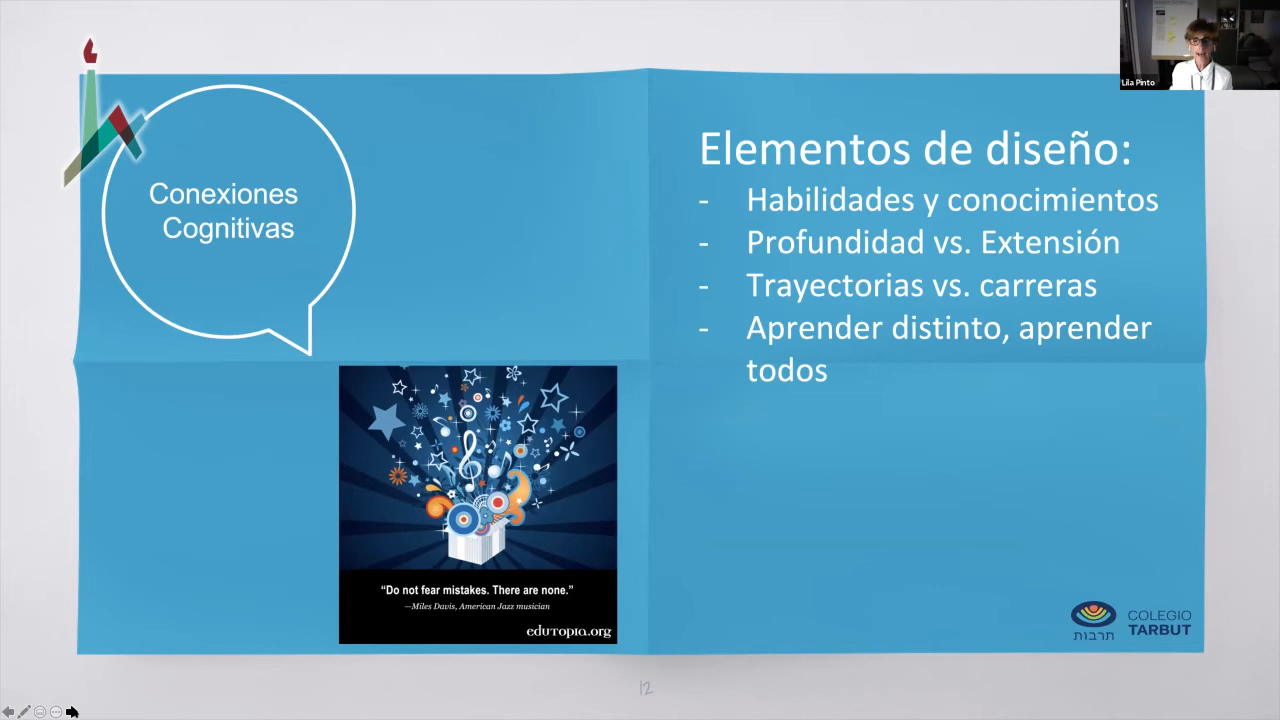 Lila Pinto
Conexiones
Cognitivas
Elementos de diseño:
- Habilidades y conocimientos
- Profundidad vs. Extensión
- Trayectorias vs. carreras
- Aprender distinto, aprender
todos
“Do not fear mistakes. There are none.”
—Miles Davis, American Jazz musician
edutopia.org
תרבות
COLEGIO
TARBUT
12